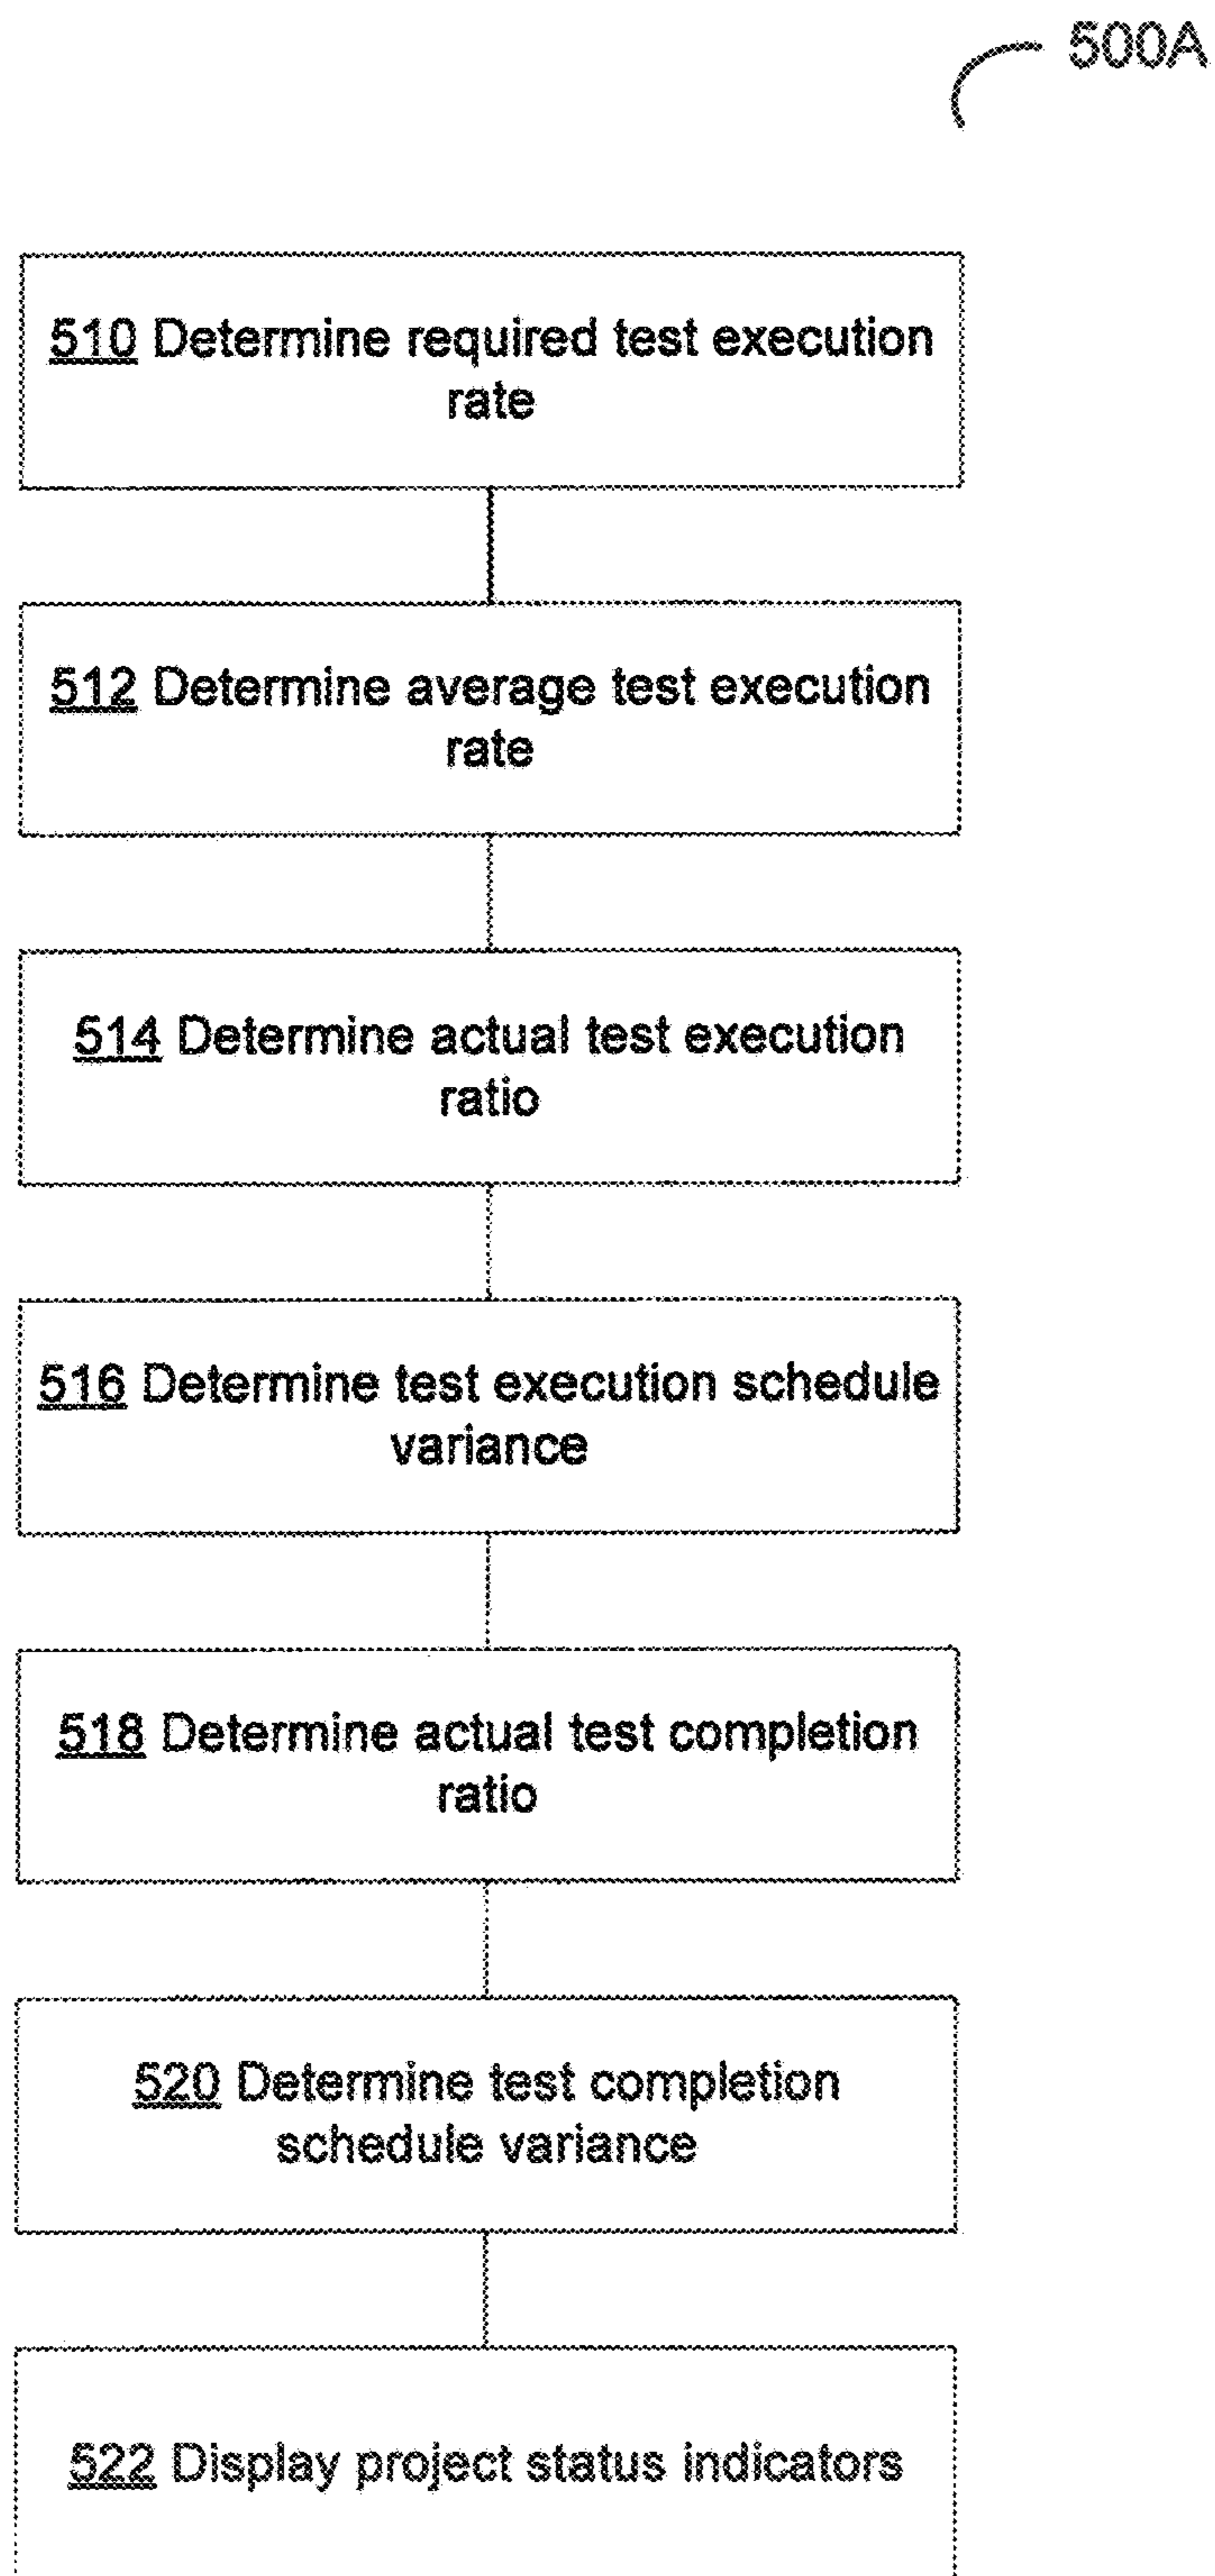 500A
510 Determine required test execution
rate
512 Determine average test execution
rate
514 Determine actual test execution
ratio
516 Determine test execution schedule
variance
518 Determine actual test completion
ratio
520 Determine test completion
schedule variance
522 Display project status indicators